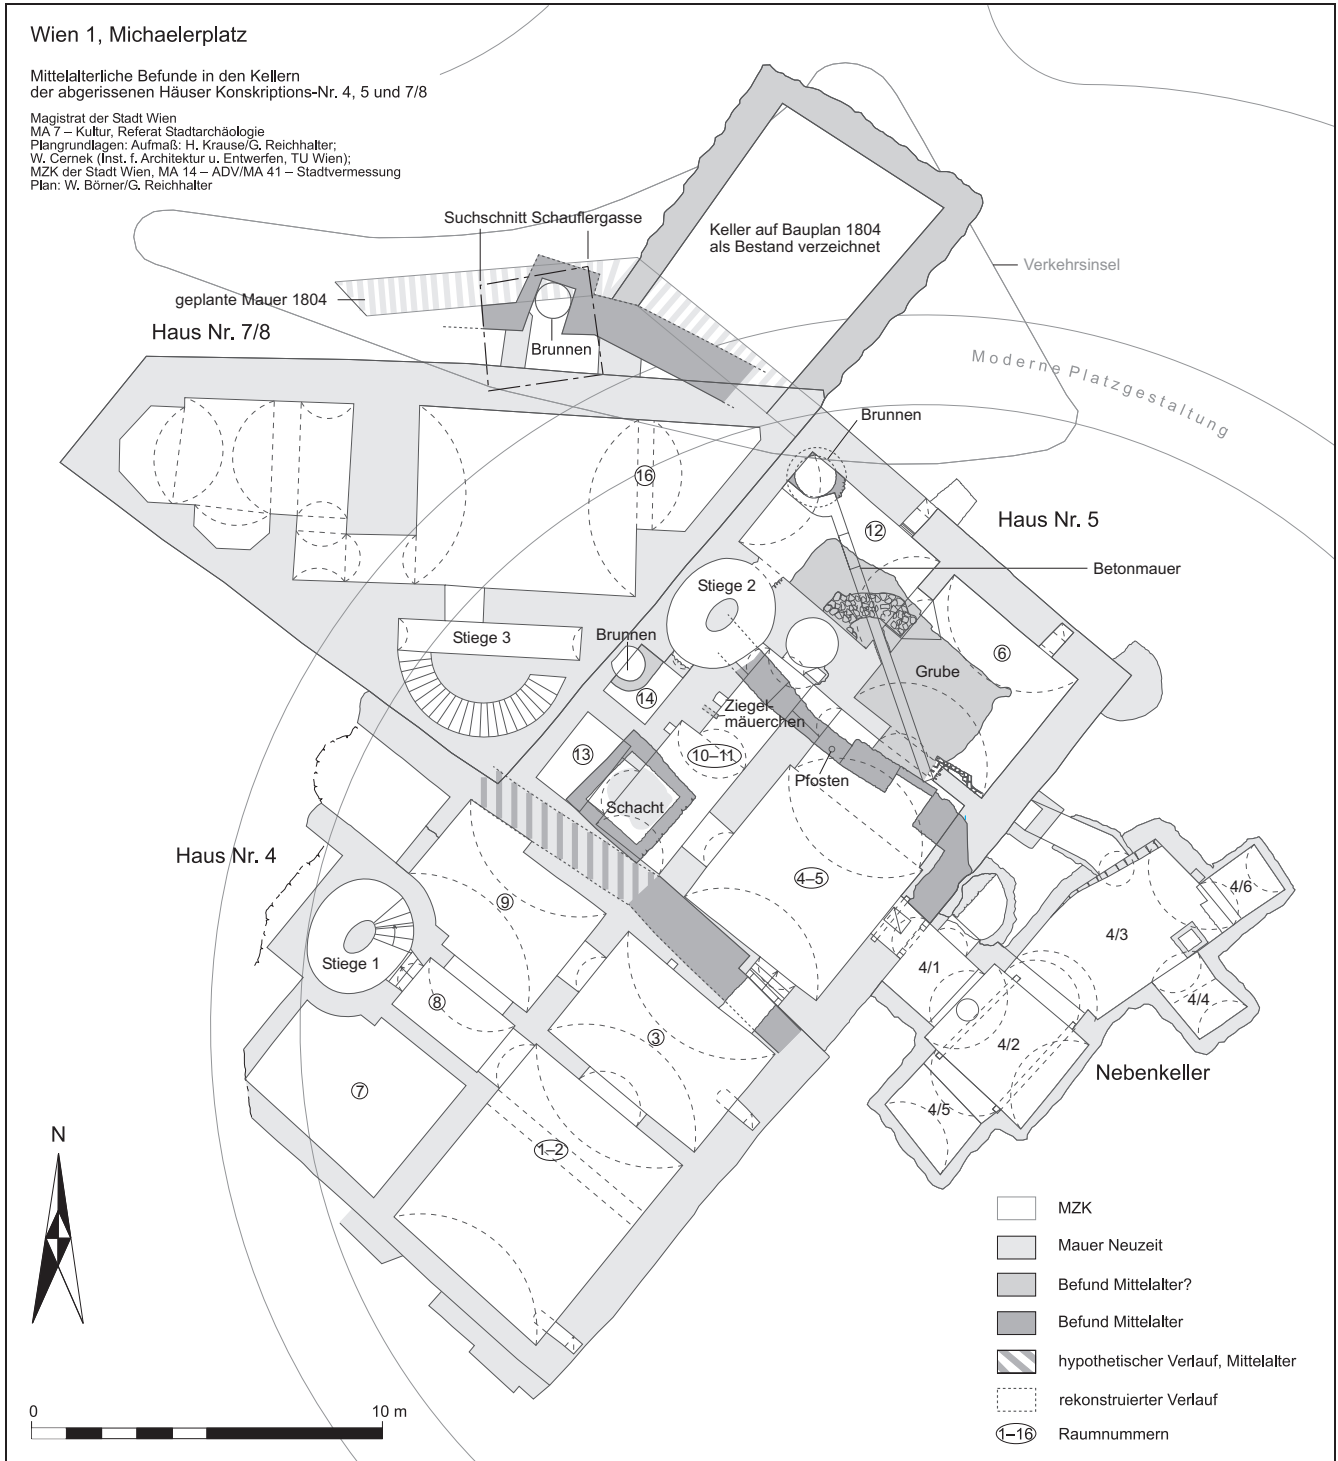 Wien 1, Michaelerplatz
Mittelalterliche Befunde in den Kellern
der abgerissenen Häuser Konskriptions-Nr. 4, 5 und 7/8
Magistrat der Stadt Wien
MA 7 – Kultur, Referat Stadtarchäologie
Plangrundlagen: Aufmaß: H. Krause/G. Reichhalter;
W. Cernek (Inst. f. Architektur u. Entwerfen, TU Wien);
MZK der Stadt Wien, MA 14 – ADV/MA 41 – Stadtvermessung
Plan: W. Börner/G. Reichhalter
Suchschnitt Schauflergasse
Keller auf Bauplan 1804
als Bestand verzeichnet
Verkehrsinsel
geplante Mauer 1804
Haus Nr. 7/8
Brunnen
Moderne Platzgestaltung
Brunnen
16
Haus Nr. 5
12
Betonmauer
Stiege 2
Stiege 3
Brunnen
6
Grube
14
Ziegel-
mäuerchen
13
10–11
Pfosten
Schacht
Haus Nr. 4
4–5
4/6
9
4/3
Stiege 1
4/1
8
4/4
3
4/2
Nebenkeller
7
4/5
N
1–2
MZK
Mauer Neuzeit
Befund Mittelalter?
Befund Mittelalter
hypothetischer Verlauf, Mittelalter
rekonstruierter Verlauf
1–16 Raumnummern
0 10 m